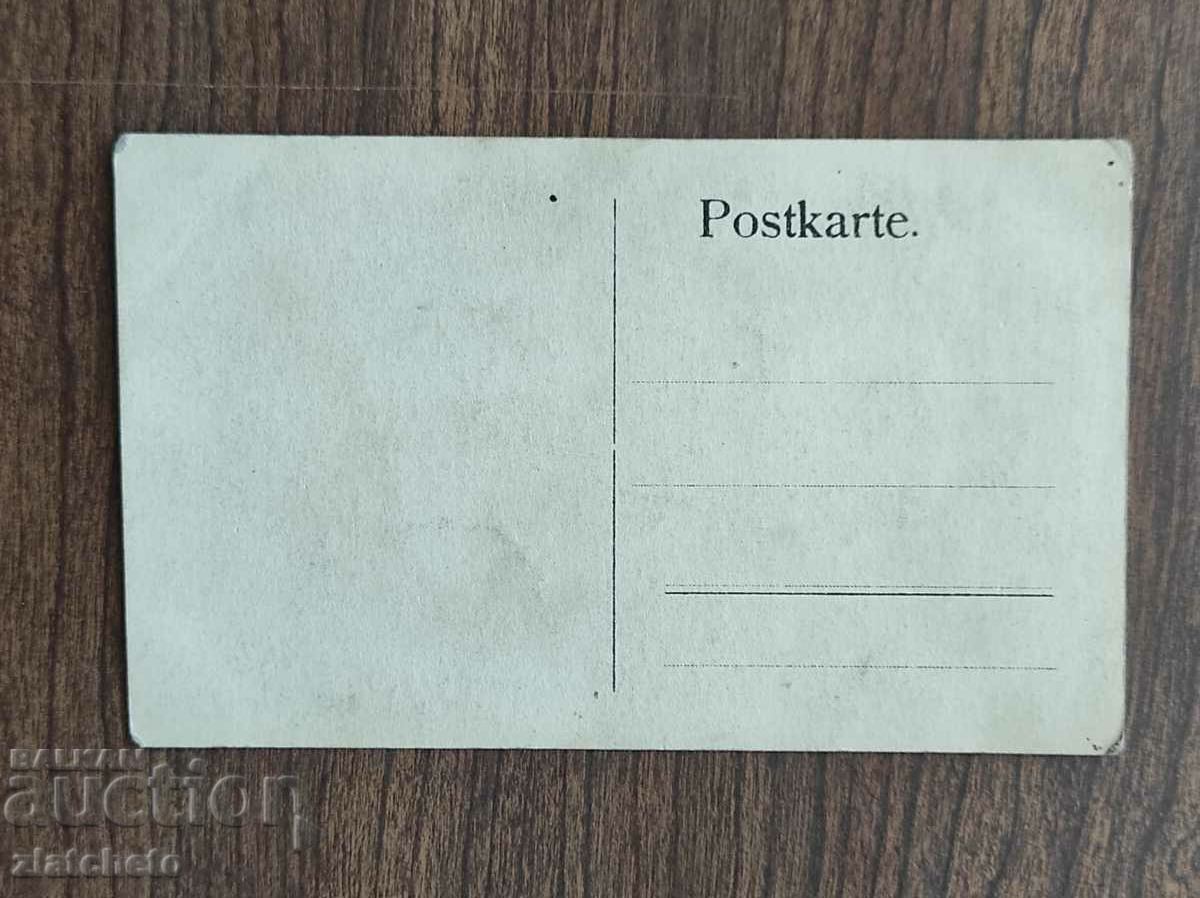 Postkarte.
BALKAN
auction
zlatcheto